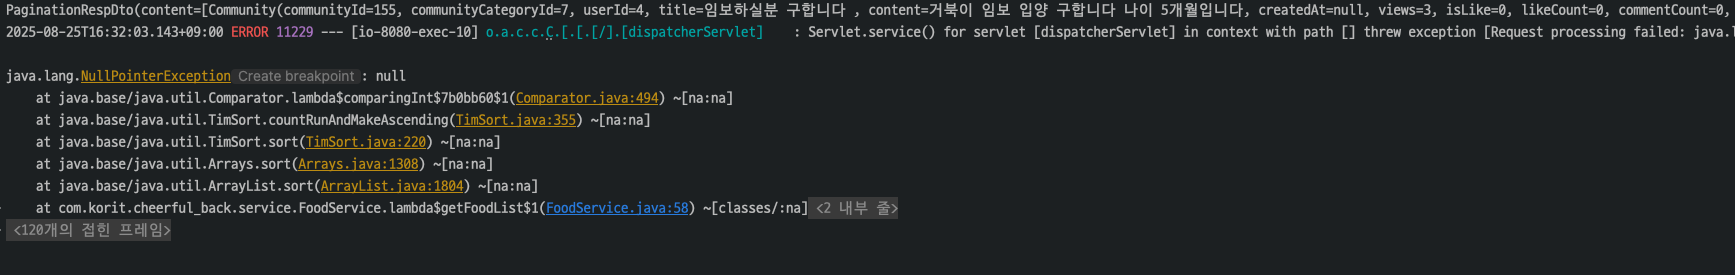 PaginationRespDto(content=[Community(communityId=155, communityCategoryId=7, userId=4, title=임보하실분 구합니다 , content=거북이 임보 입양 구합니다 나이 5개월입니다, createdAt=null, views=3, isLike=0, likeCount=0, commentCount=0,
2025-08-25T16:32:03.143+09:00 ERROR 11229 --- [io-8080-exec-10] o.a.c.c.C.[.[.[/].[dispatcherServlet]    : Servlet.service() for servlet [dispatcherServlet] in context with path [] threw exception [Request processing failed: java.l
java.lang.NullPointerException Create breakpoint : null
at java.base/java.util.Comparator.lambda$comparingInt$7b0bb60$1(Comparator.java:494) ~[na:na]
at java.base/java.util.TimSort.countRunAndMakeAscending(TimSort.java:355) ~[na:na]
at java.base/java.util.TimSort.sort(TimSort.java:220) ~[na:na]
at java.base/java.util.Arrays.sort(Arrays.java:1308) ~[na:na]
at java.base/java.util.ArrayList.sort(ArrayList.java:1804) ~[na:na]
at com.korit.cheerful_back.service.FoodService.lambda$getFoodList$1(FoodService.java:58) ~[classes/:na] <2 내부 줄>
<120개의 접힌 프레임>